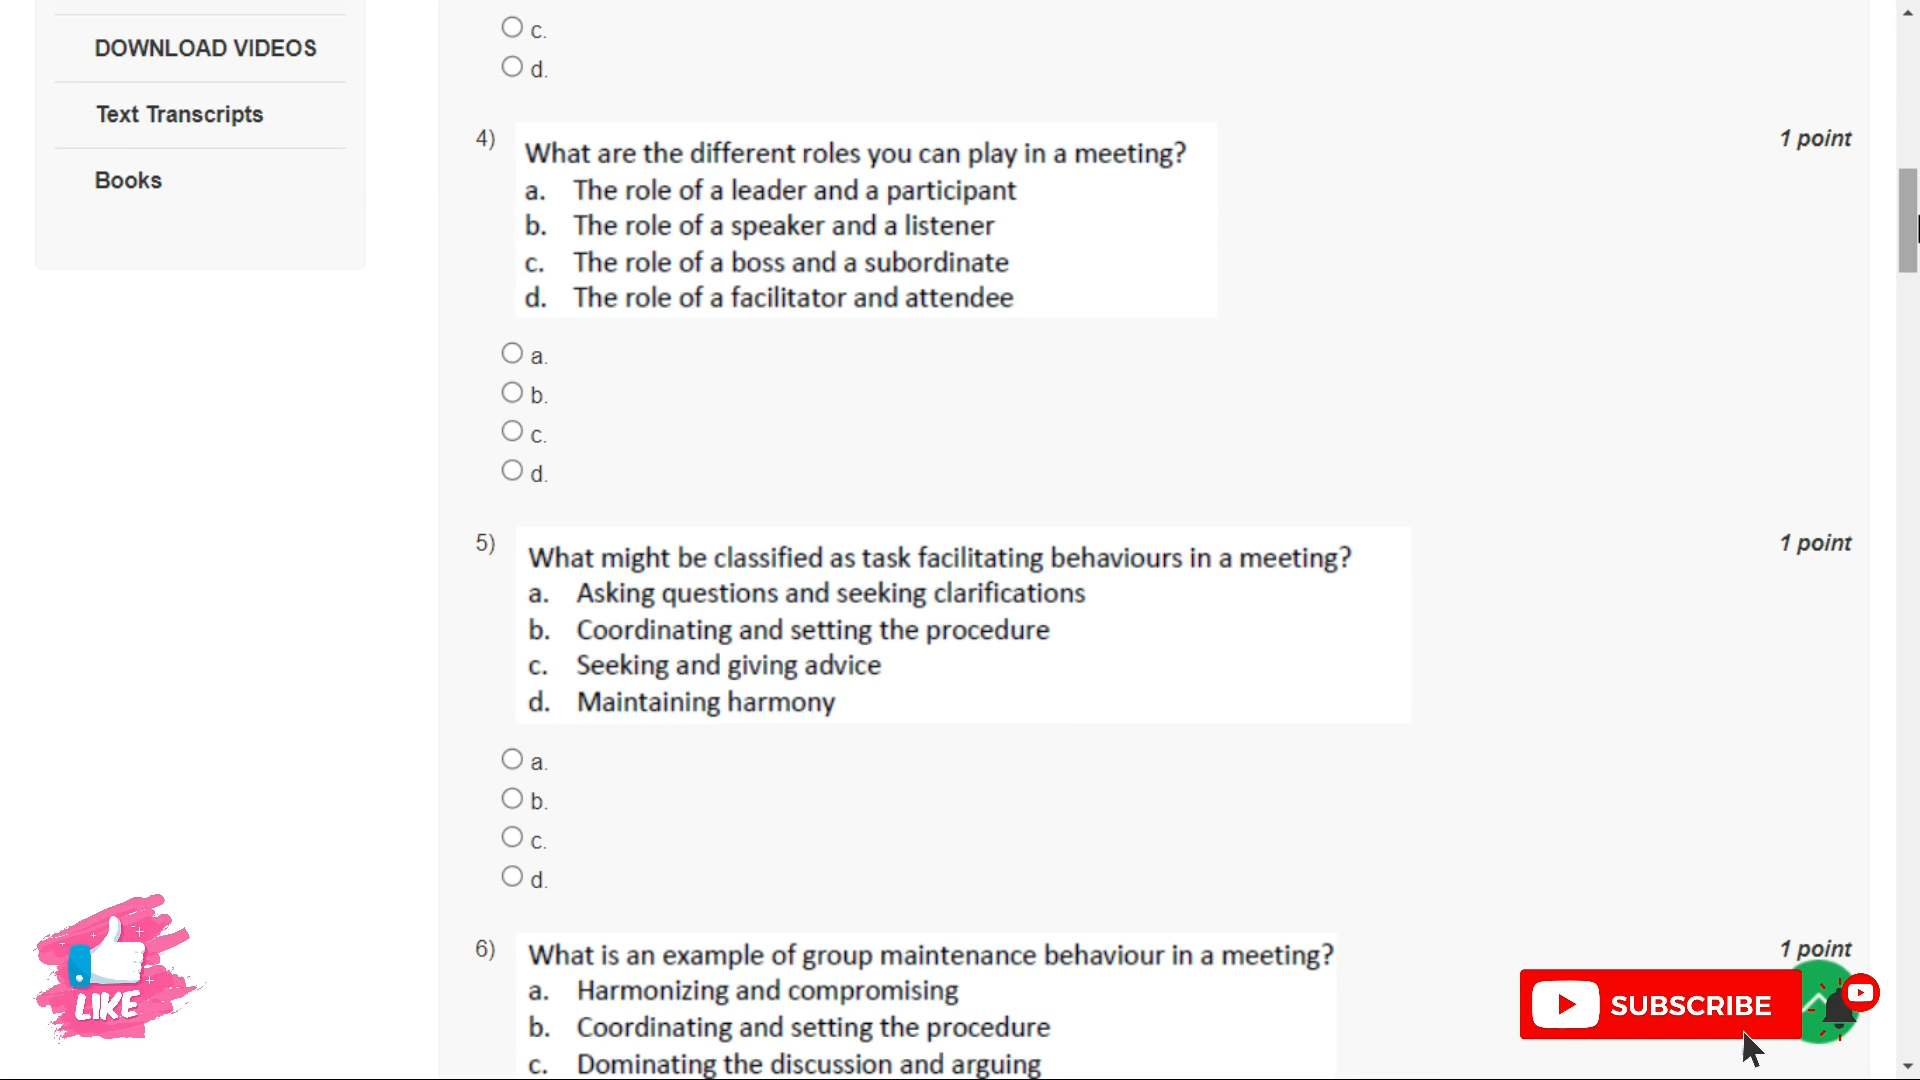 DOWNLOAD VIDEOS
Text Transcripts
Books
c.
d.
4)
What are the different roles you can play in a meeting?
1 point
a. The role of a leader and a participant
b. The role of a speaker and a listener
c. The role of a boss and a subordinate
d. The role of a facilitator and attendee
a.
b.
c.
d.
5)
What might be classified as task facilitating behaviours in a meeting?
1 point
a. Asking questions and seeking clarifications
b. Coordinating and setting the procedure
c. Seeking and giving advice
d. Maintaining harmony
a.
b.
c.
d.
6)
What is an example of group maintenance behaviour in a meeting?
1 point
a. Harmonizing and compromising
b. Coordinating and setting the procedure
c. Dominating the discussion and arguing
LIKE
SUBSCRIBE